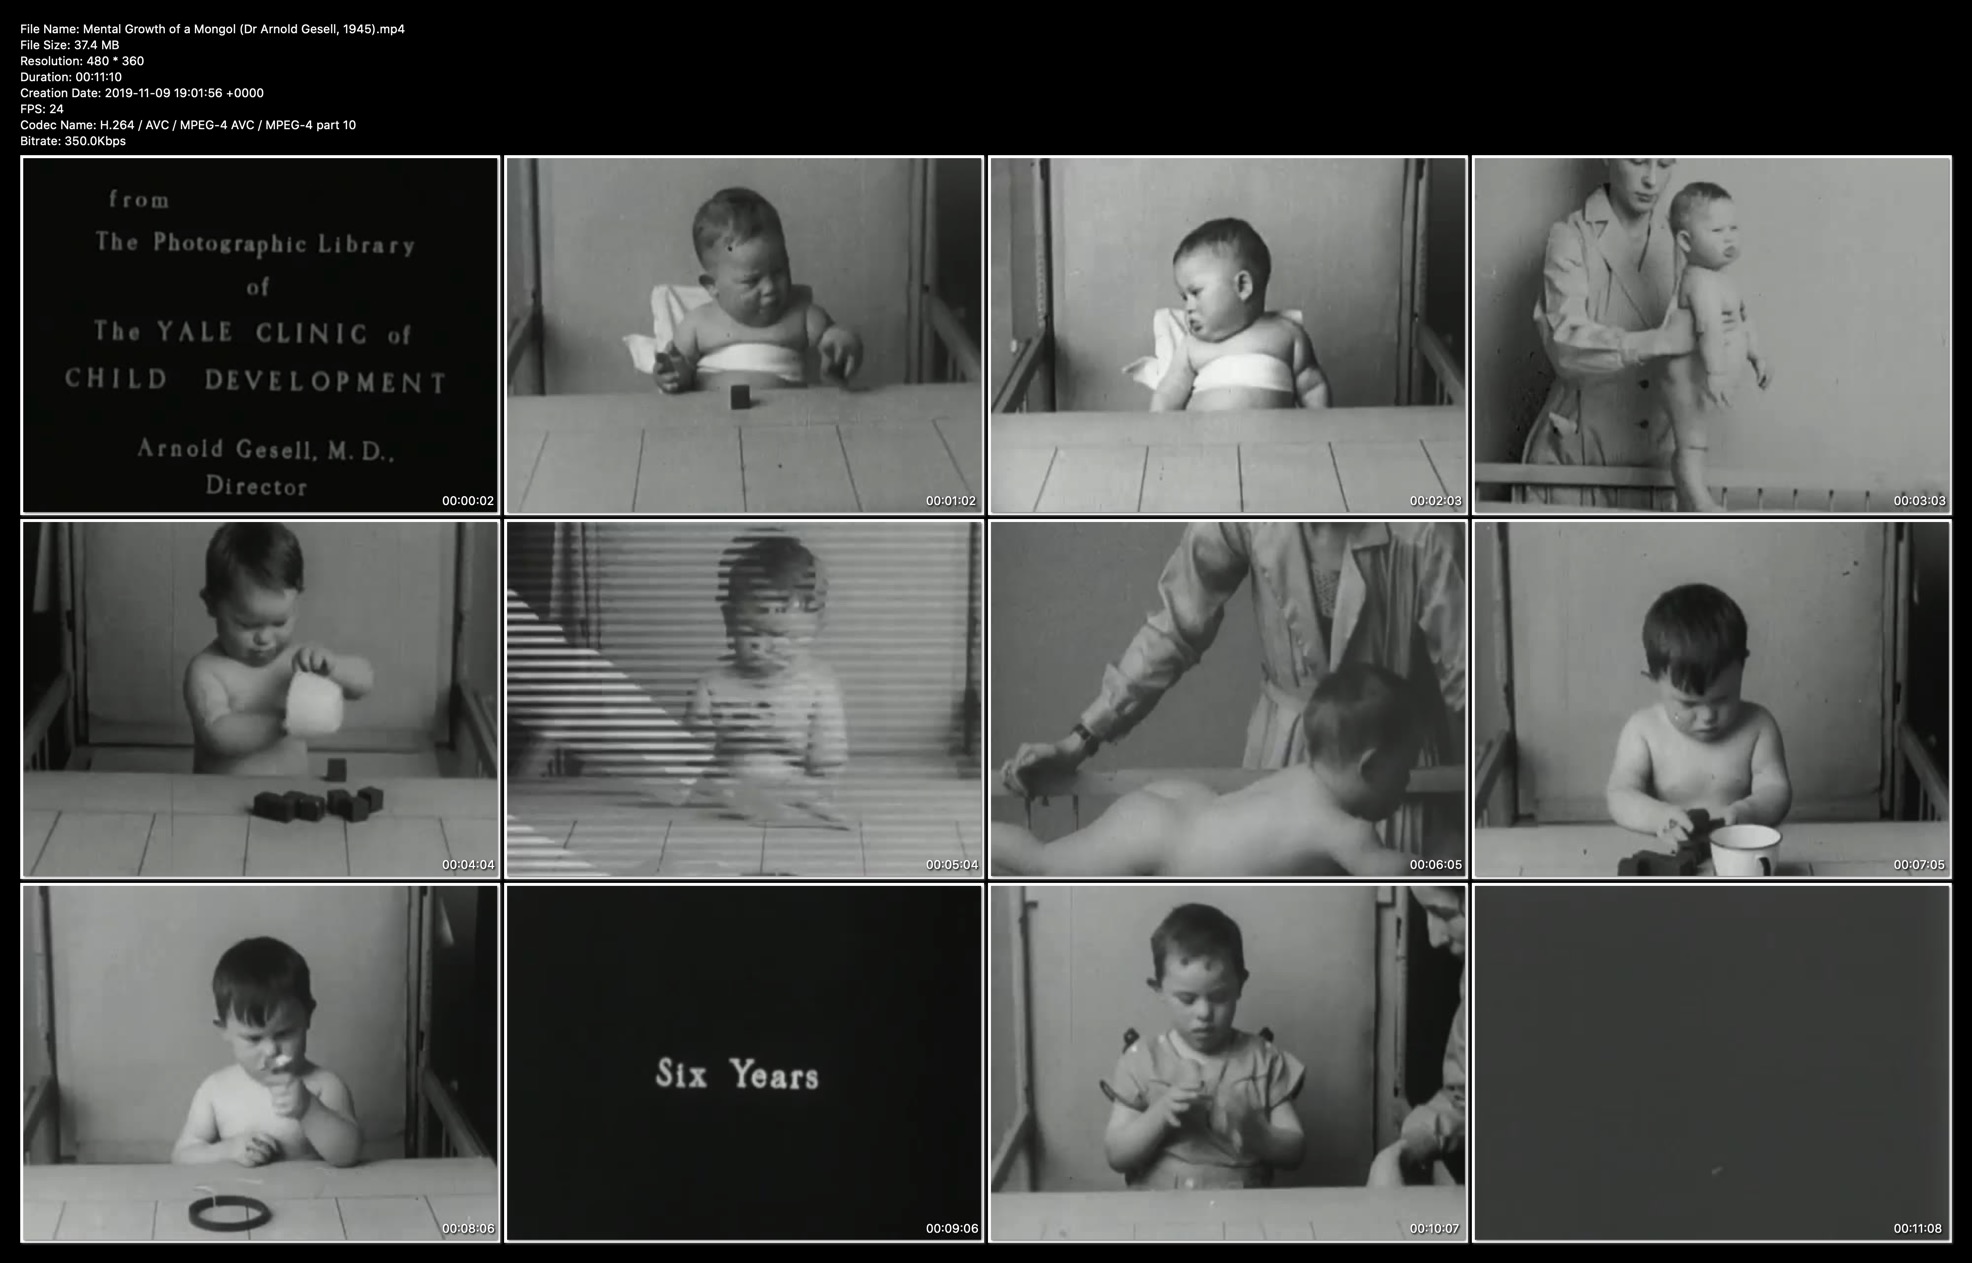 File Name: Mental Growth of a Mongol (Dr Arnold Gesell, 1945).mp4
File Size: 37.4 MB
Resolution: 480 * 360
Duration: 00:11:10
Creation Date: 2019-11-09 19:01:56 +0000
FPS: 24
Codec Name: H.264 / AVC / MPEG-4 AVC / MPEG-4 part 10
Bitrate: 350.0Kbps
from
The Photographic Library
of
The YALE CLINIC of
CHILD DEVELOPMENT
Arnold Gesell, M. D.,
Director
00:00:02
00:01:02
00:02:03
00:03:03
00:04:04
00:05:04
00:06:05
00:07:05
00:08:06
Six Years
00:09:06
00:10:07
00:11:08